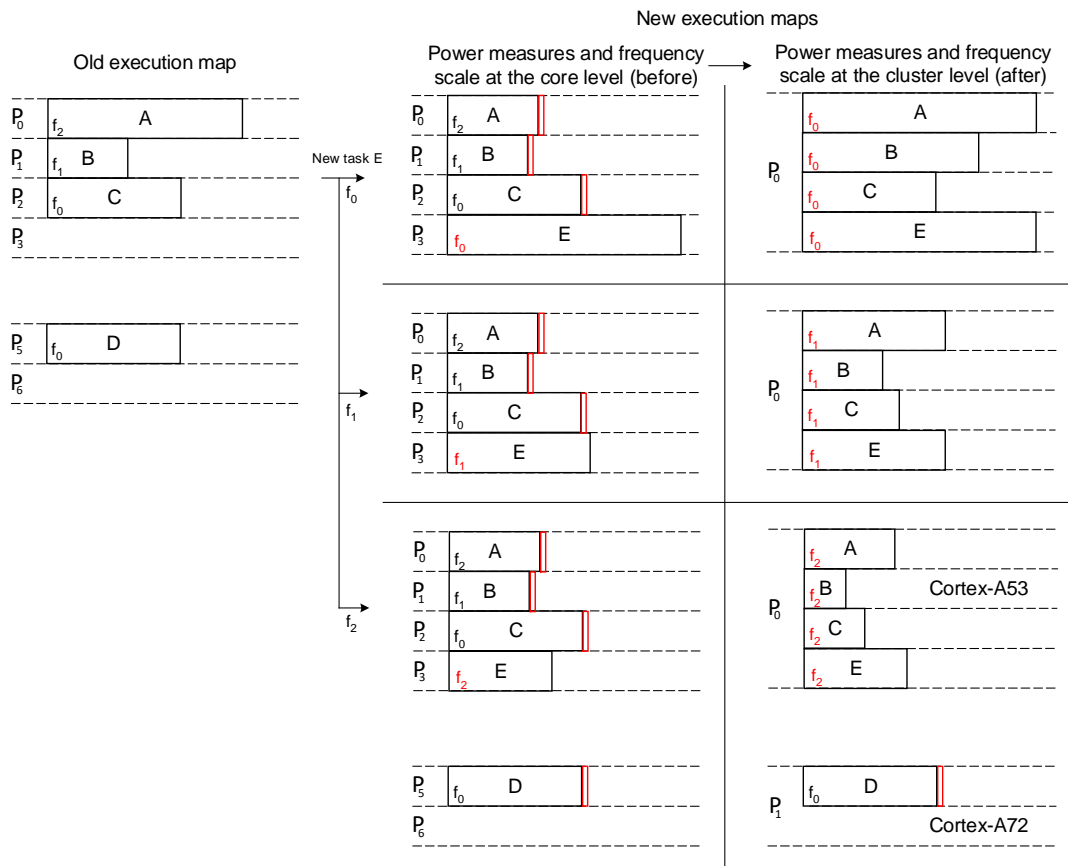 New execution maps
Old execution map
Power measures and frequency
scale at the core level (before)
Power measures and frequency
scale at the cluster level (after)
P0
f2
A
P1
f1
B
P2
f0
C
P3
P5
f0
D
P6
New task E
f0
f1
f2
P0
f2
A
P1
f1
B
P2
f0
C
P3
f0
E
P0
f0
A
f0
B
f0
C
f0
E
P0
f2
A
P1
f1
B
P2
f0
C
P3
f1
E
P0
f1
A
f1
B
f1
C
f1
E
P0
f2
A
P1
f1
B
P2
f0
C
P3
f2
E
P0
f2
A
f2
B
Cortex-A53
f2
C
f2
E
P5
f0
D
P6
P1
f0
D
Cortex-A72